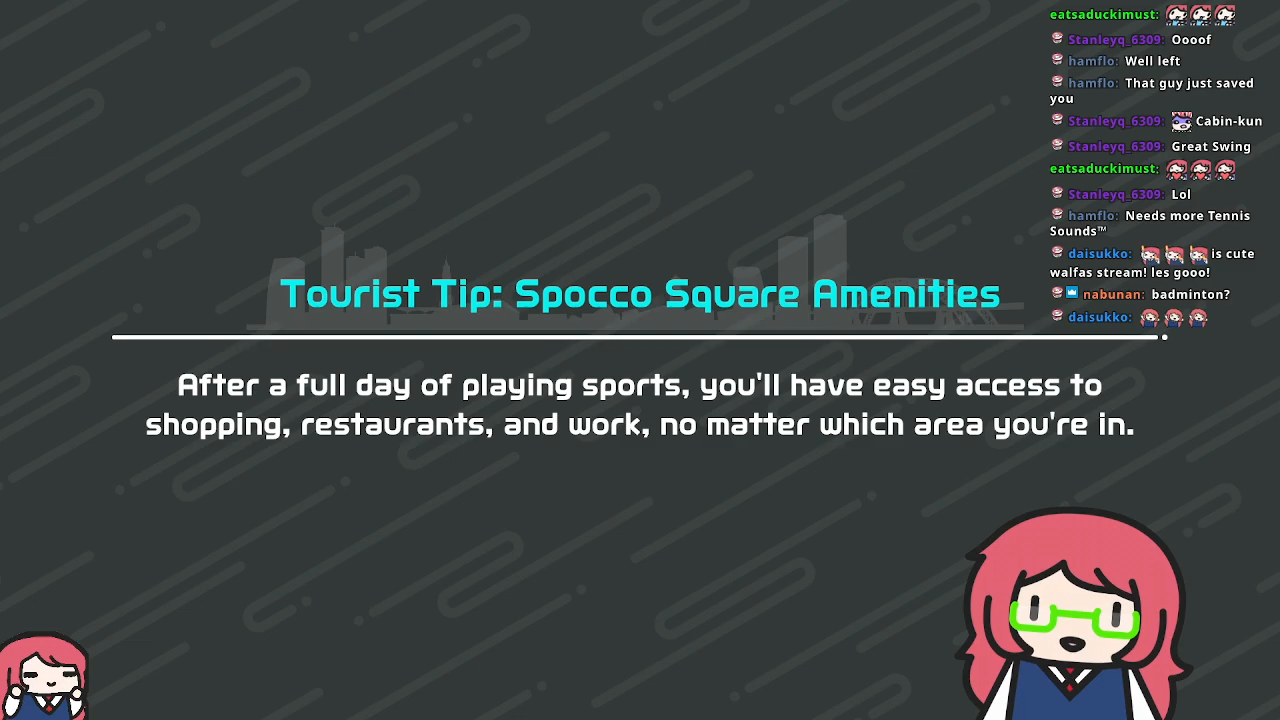 eatsaduckimust:
Stanleyq_6309: Oooof
hamflo: Well left
hamflo: That guy just saved
you
Stanleyq_6309: Cabin-kun
Stanleyq_6309: Great Swing
eatsaduckimust:
Stanleyq_6309: Lol
hamflo: Needs more Tennis
Sounds™
daisukko: is cute
walfas stream! les gooo!
nabunan: badminton?
daisukko:
Tourist Tip: Spocco Square Amenities
After a full day of playing sports, you'll have easy access to
shopping, restaurants, and work, no matter which area you're in.